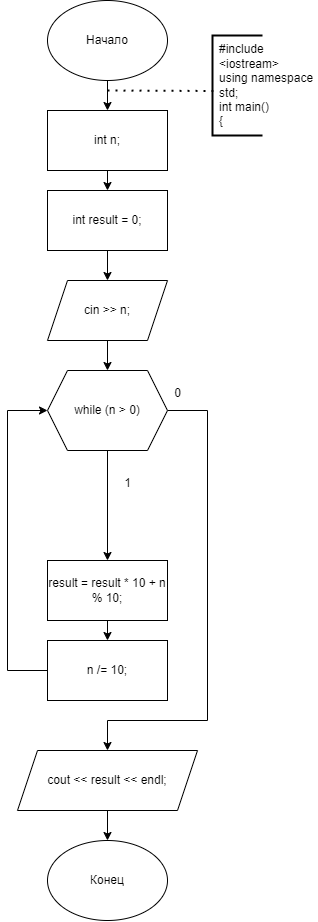 Начало
#include
<iostream>
using namespace
std;
int main()
{
int n;
int result = 0;
cin >> n;
while (n > 0)
0
1
result = result * 10 + n
% 10;
n /= 10;
cout << result << endl;
Конец